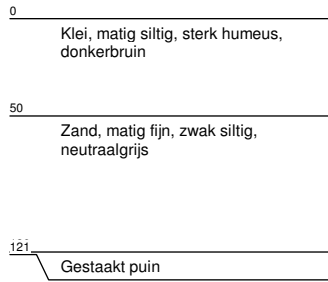 0
Klei, matig siltig, sterk humeus,
donkerbruin
50
Zand, matig fijn, zwak siltig,
neutraalgrijs
121
Gestaakt puin